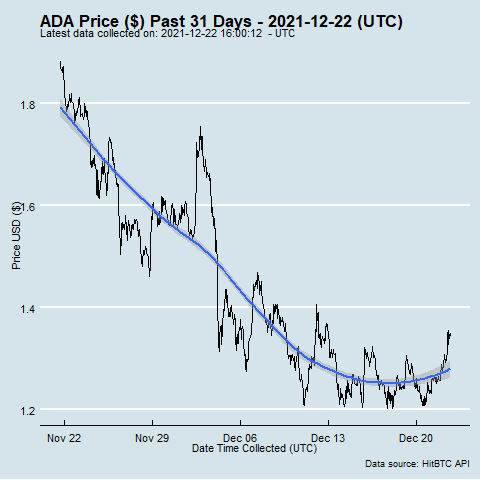 ADA Price ($) Past 31 Days - 2021-12-22 (UTC)
Latest data collected on: 2021-12-22 16:00:12 - UTC
Price USD ($)
1.8
1.6
1.4
1.2
Nov 22 Nov 29 Dec 06 Dec 13 Dec 20
Date Time Collected (UTC)
Data source: HitBTC API